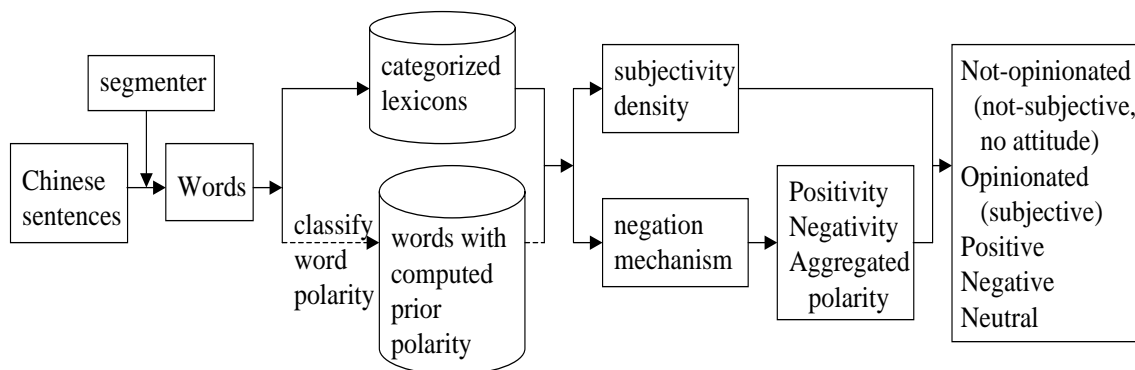 segmenter
Chinese
sentences
Words
categorized
lexicons
classify
word
polarity
words with
computed
prior
polarity
subjectivity
density
negation
mechanism
Positivity
Negativity
Aggregated
polarity
Not-opinionated
(not-subjective,
no attitude)
Opinionated
(subjective)
Positive
Negative
Neutral